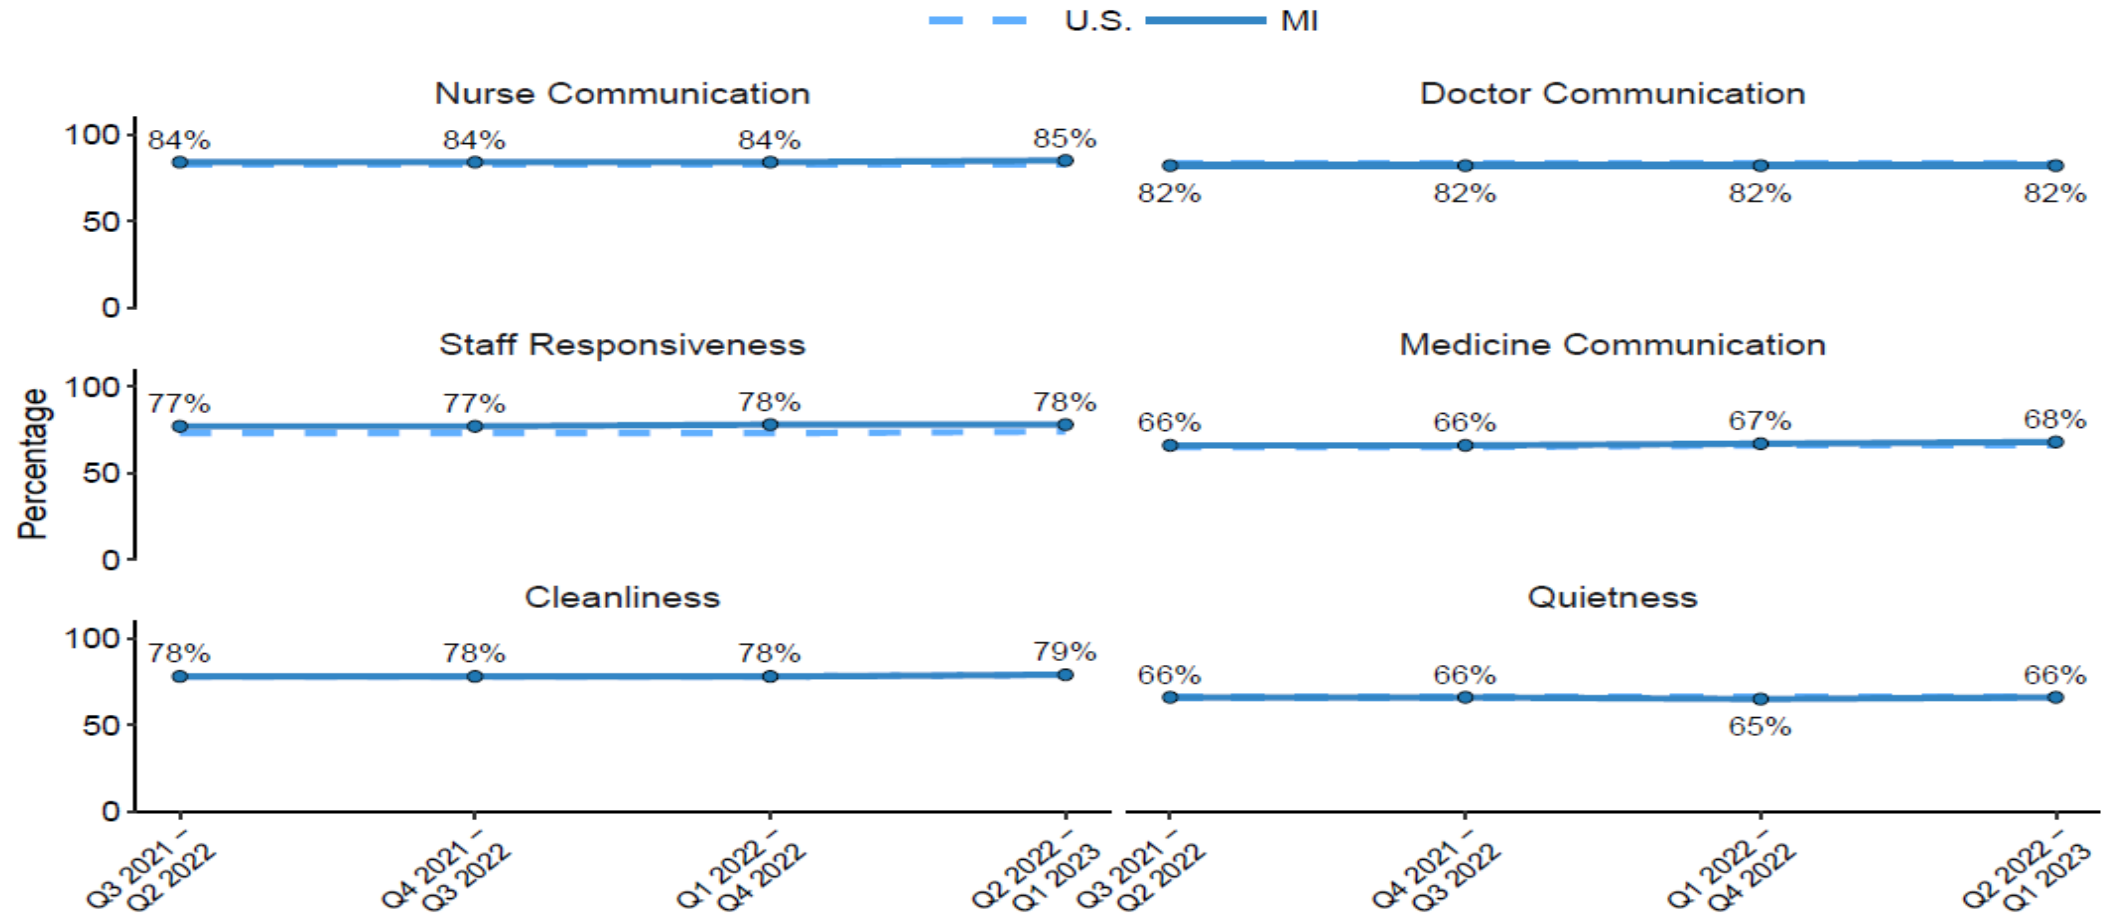 U.S. MI
Nurse Communication
Doctor Communication
100
50
0
84% 84% 84% 85%
82% 82% 82% 82%
Staff Responsiveness
Medicine Communication
Percentage
100
50
0
77% 77% 78% 78%
66% 66% 67% 68%
Cleanliness
Quietness
100
50
0
78% 78% 78% 79%
66% 66% 65% 66%
Q3 2021 –
Q2 2022
Q4 2021 –
Q3 2022
Q1 2022 –
Q4 2022
Q2 2022 –
Q1 2023
Q3 2021 –
Q2 2022
Q4 2021 –
Q3 2022
Q1 2022 –
Q4 2022
Q2 2022 –
Q1 2023